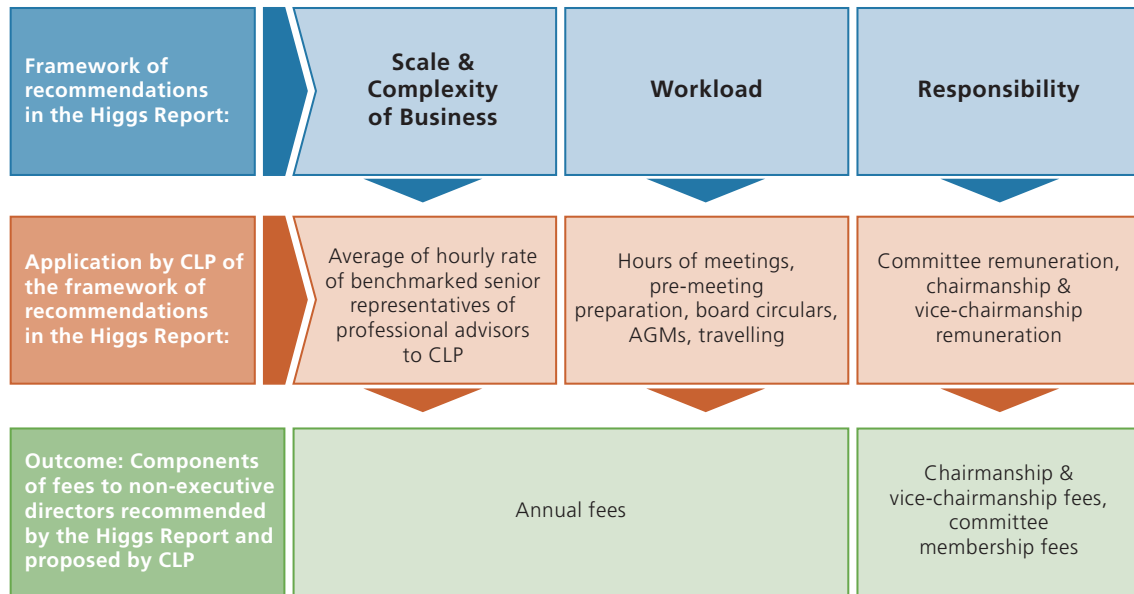 Framework of
recommendations
in the Higgs Report:
Scale &
Complexity
of Business
Workload
Responsibility
Application by CLP of
the framework of
recommendations
in the Higgs Report:
Average of hourly rate
of benchmarked senior
representatives of
professional advisors
to CLP
Hours of meetings,
pre-meeting
preparation, board circulars,
AGMs, travelling
Committee remuneration,
chairmanship &
vice-chairmanship
remuneration
Outcome: Components
of fees to non-executive
directors recommended
by the Higgs Report and
proposed by CLP
Annual fees
Chairmanship &
vice-chairmanship fees,
committee
membership fees